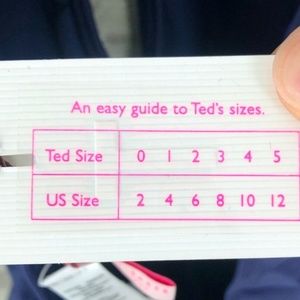 An easy guide to Ted's sizes.
Ted Size 0 1 2 3 4 5
US Size 2 4 6 8 10 12